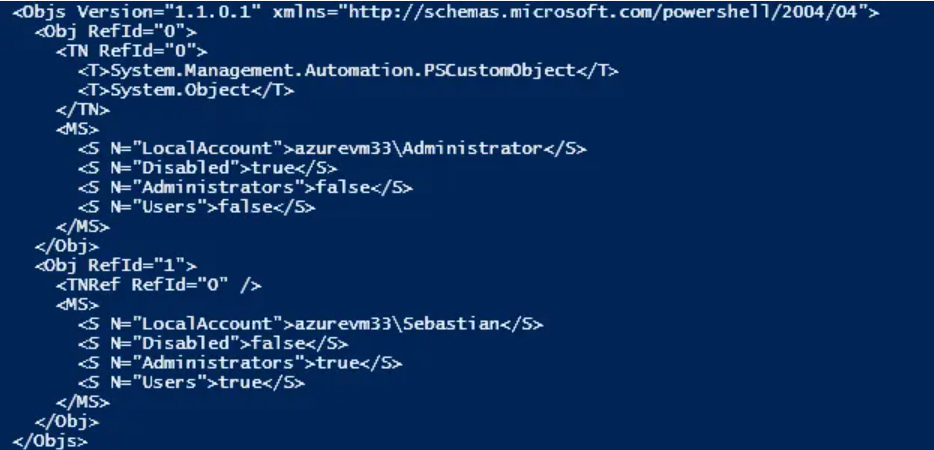 <Objs Version="1.1.0.1" xmlns="http://schemas.microsoft.com/powershell/2004/04">
<Obj RefId="0">
<TN RefId="0">
<T>System.Management.Automation.PSCustomObject</T>
<T>System.Object</T>
</TN>
<MS>
<S N="LocalAccount">azurevm33\Administrator</S>
<S N="Disabled">true</S>
<S N="Administrators">false</S>
<S N="Users">false</S>
</MS>
</Obj>
<Obj RefId="1">
<TNRef RefId="0" />
<MS>
<S N="LocalAccount">azurevm33\Sebastian</S>
<S N="Disabled">false</S>
<S N="Administrators">true</S>
<S N="Users">true</S>
</MS>
</Obj>
</Objs>